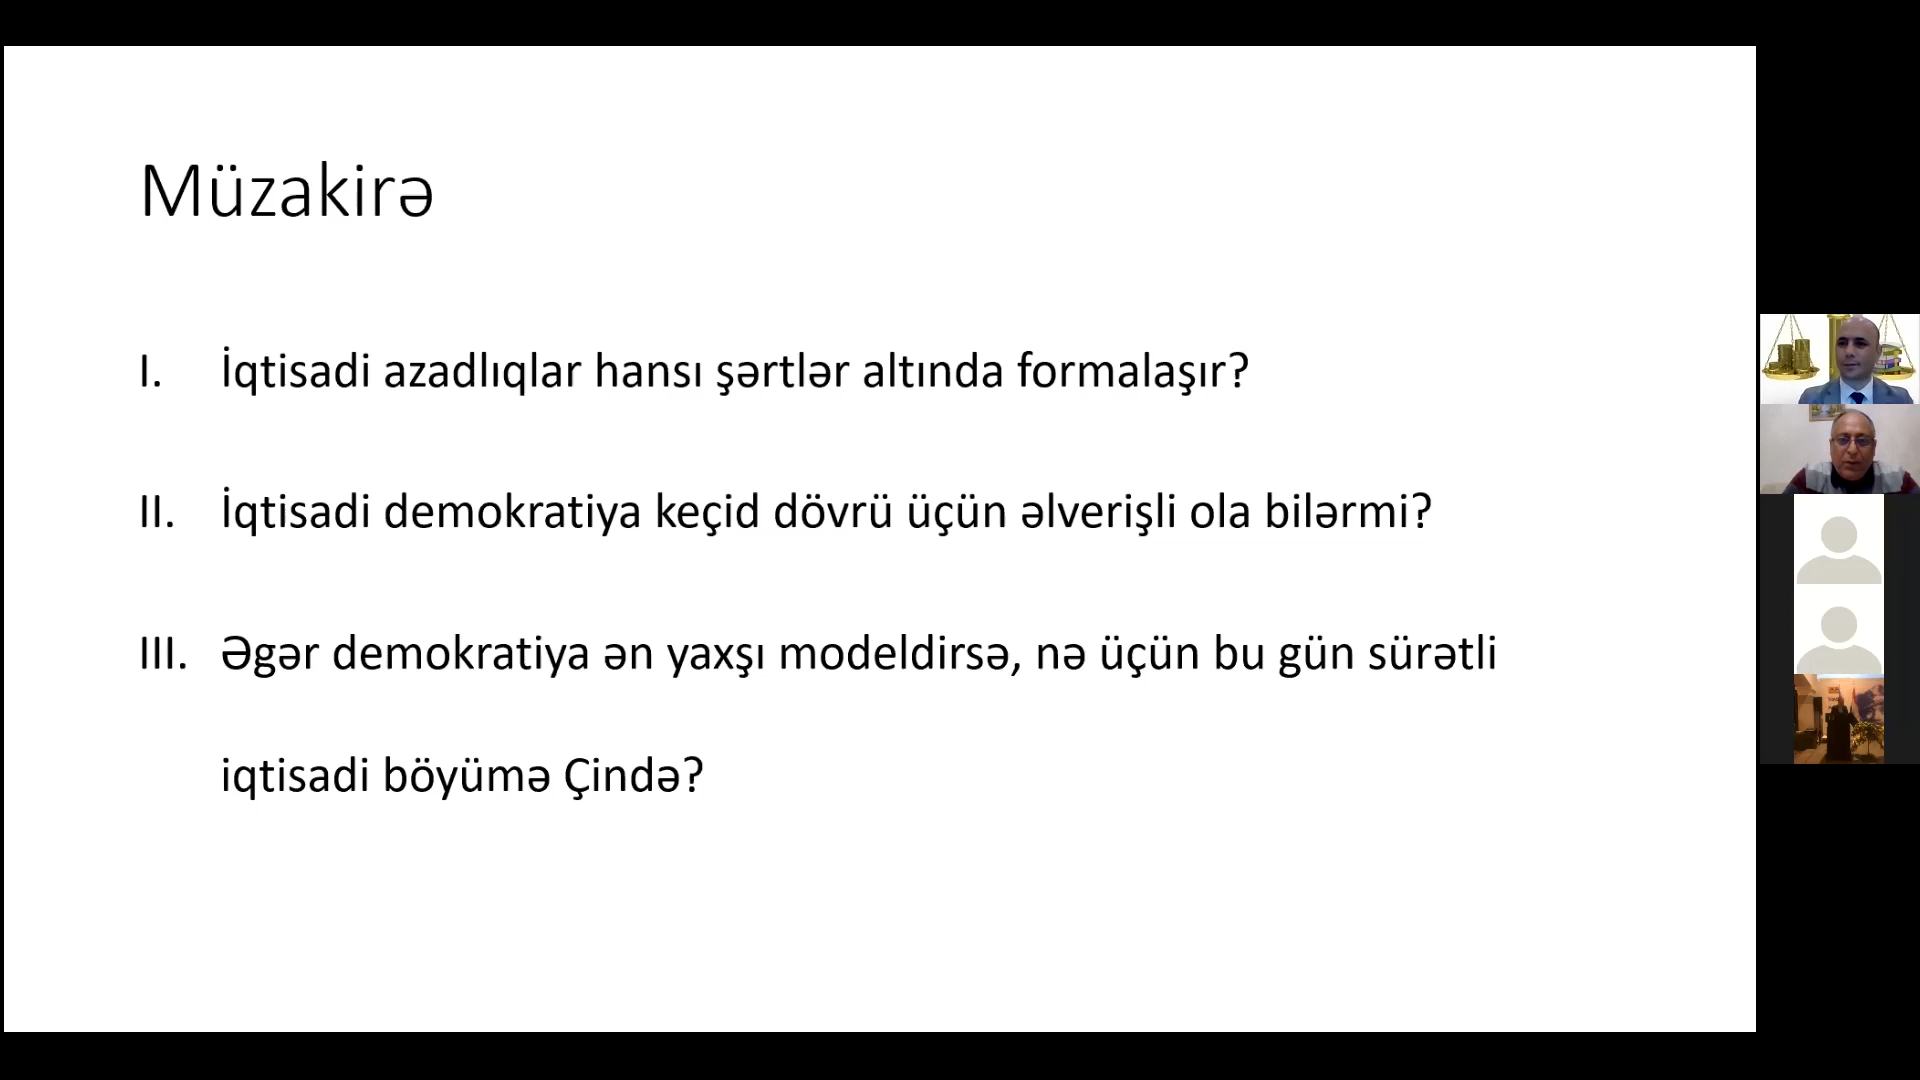 Müzakirə
I. İqtisadi azadlıqlar hansı şərtlər altında formalaşır?
II. İqtisadi demokratiya keçid dövrü üçün əlverişli ola bilərmi?
III. Əgər demokratiya ən yaxşı modeldirsə, nə üçün bu gün sürətli
iqtisadi böyümə Çində?